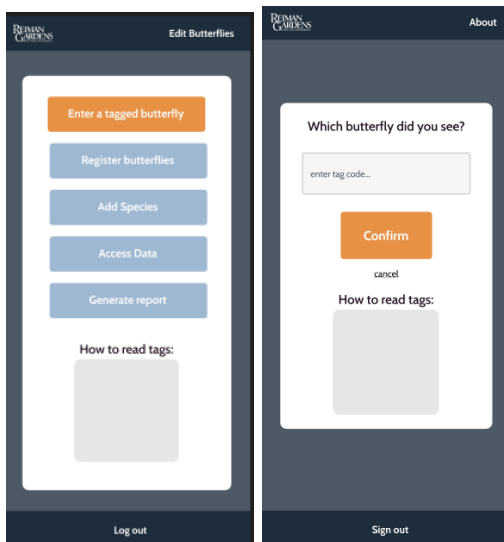 REIMAN
GARDENS
Edit Butterflies
Enter a tagged butterfly
Register butterflies
Add Species
Access Data
Generate report
How to read tags:
Log out
REIMAN
GARDENS
About
Which butterfly did you see?
enter tag code...
Confirm
cancel
How to read tags:
Sign out